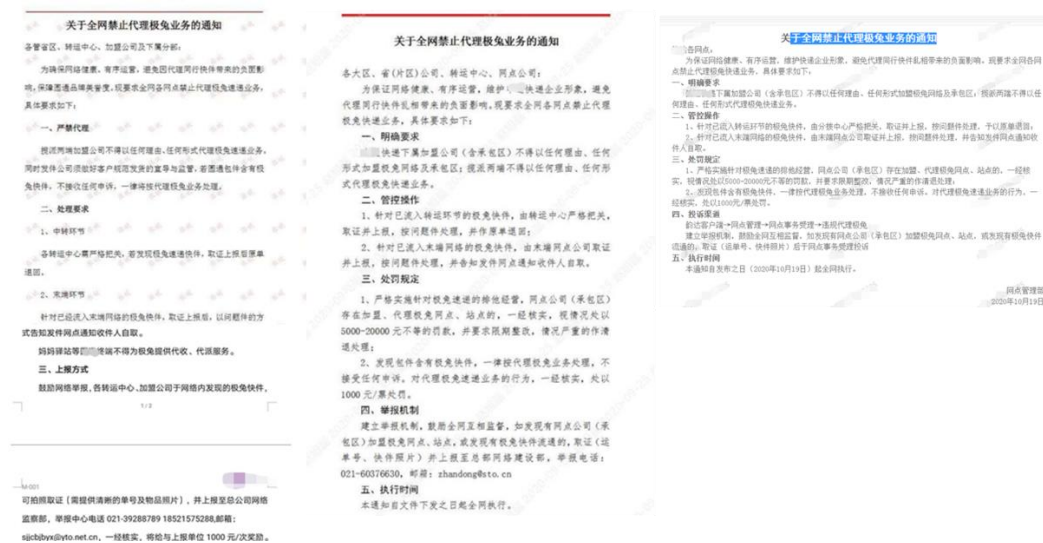 关于全网禁止代理极兔业务的通知
各管省区、转运中心、加盟公司及下属分部:
为确保网络健康、有序运营,避免因代理同行快件带来的负面影
响,保障圆通品牌美誉度,现要求全网各网点禁止代理极兔速递业务,
具体要求如下:
一、严禁代理
揽派两端加盟公司不得以任何理由、任何形式代理极兔速递业务,
同时发件公司须做好客户规范发货的宣导与监管,若圆通包件含有极
兔快件,不接收任何申诉,一律将按代理极兔业务处理。
二、处理要求
1、中转环节
各转运中心需严格把关,若发现极兔速递快件,取证上报后原单
退回。
2、末端环节
针对已经流入末端网络的极兔快件,取证上报后,以问题件的方
式告知发件网点通知收件人自取。
妈妈驿站等 终端不得为极兔提供代收、代派服务。
三、上报方式
鼓励网络举报,各转运中心、加盟公司于网络内发现的极兔快件,
1/2
M-001
可拍照取证(需提供清晰的单号及物品照片),并上报至总公司网络
监察部,举报中心电话 021-39288789 18521575288,邮箱:
sjjcbjbyx@yto.net.cn,一经核实,将给与上报单位 1000 元/次奖励。
关于全网禁止代理极兔业务的通知
各大区、省(片区)公司、转运中心、网点公司:
为保证网络健康、有序运营,维护 快递企业形象,避免
代理同行快件乱相带来的负面影响,现要求全网各网点禁止代理
极兔快递业务,具体要求如下:
一、明确要求
快递下属加盟公司(含承包区)不得以任何理由、任何
形式加盟极兔网络及承包区;揽派两端不得以任何理由、任何形
式代理极兔快递业务。
二、管控操作
1、针对已流入转运环节的极兔快件,由转运中心严格把关,
取证并上报,按问题件处理,并作原单退回;
2、针对已流入末端网络的极兔快件,由末端网点公司取证
并上报,按问题件处理,并告知发件网点通知收件人自取。
三、处罚规定
1、严格实施针对极兔速递的排他经营,网点公司(承包区)
存在加盟、代理极兔网点、站点的,一经核实,视情况处以
5000-20000元不等的罚款,并要求限期整改,情况严重的作清
退处理;
2、发现包件含有极兔快件,一律按代理极兔业务处理,不
接受任何申诉。对代理极兔速递业务的行为,一经核实,处以
1000 元/票处罚。
四、举报机制
建立举报机制,鼓励全网互相监督,如发现有网点公司(承
包区)加盟极兔网点、站点,或发现有极兔快件流通的,取证(运
单号、快件照片)并上报至总部网络建设部。举报电话:
021-60376630,邮箱:zhandong@sto.cn
五、执行时间
本通知自文件下发之日起全网执行。
关于全网禁止代理极兔业务的通知
各网点:
为保证网络健康、有序运营,维护快递企业形象,避免代理同行快件乱相带来的负面影响,现要求全网各网
点禁止代理极兔快递业务,具体要求如下:
一、明确要求
下属加盟公司(含承包区)不得以任何理由、任何形式加盟极兔网络及承包区;揽派两端不得以任
何理由、任何形式代理极兔快递业务。
二、管控操作
1、针对已流入转运环节的极兔快件,由分拨中心严格把关,取证并上报,按问题件处理,予以原单退回;
2、针对已流入末端网络的极兔快件,由末端网点公司取证并上报,按问题件处理,并告知发件网点通知收
件人自取。
三、处罚规定
1、严格实施针对极兔速递的排他经营,网点公司(承包区)存在加盟、代理极兔网点、站点的,一经核
实,视情况处以5000-20000元不等的罚款,并要求限期整改,情况严重的作清退处理;
2、发现包件含有极兔快件,一律按代理极兔业务处理,不接受任何申诉。对代理极兔速递业务的行为,一
经核实,处以1000元/票处罚。
四、投诉渠道
韵达客户端→网点管理→网点事务受理→违规代理极兔
建立举报机制,鼓励全网互相监督,如发现有网点公司(承包区)加盟极兔网点、站点,或发现有极兔快件
流通的,取证(运单号、快件照片)后于网点事务受理投诉
五、执行时间
本通知自发布之日(2020年10月19日)起全网执行。
网点管理部
2020年10月19日